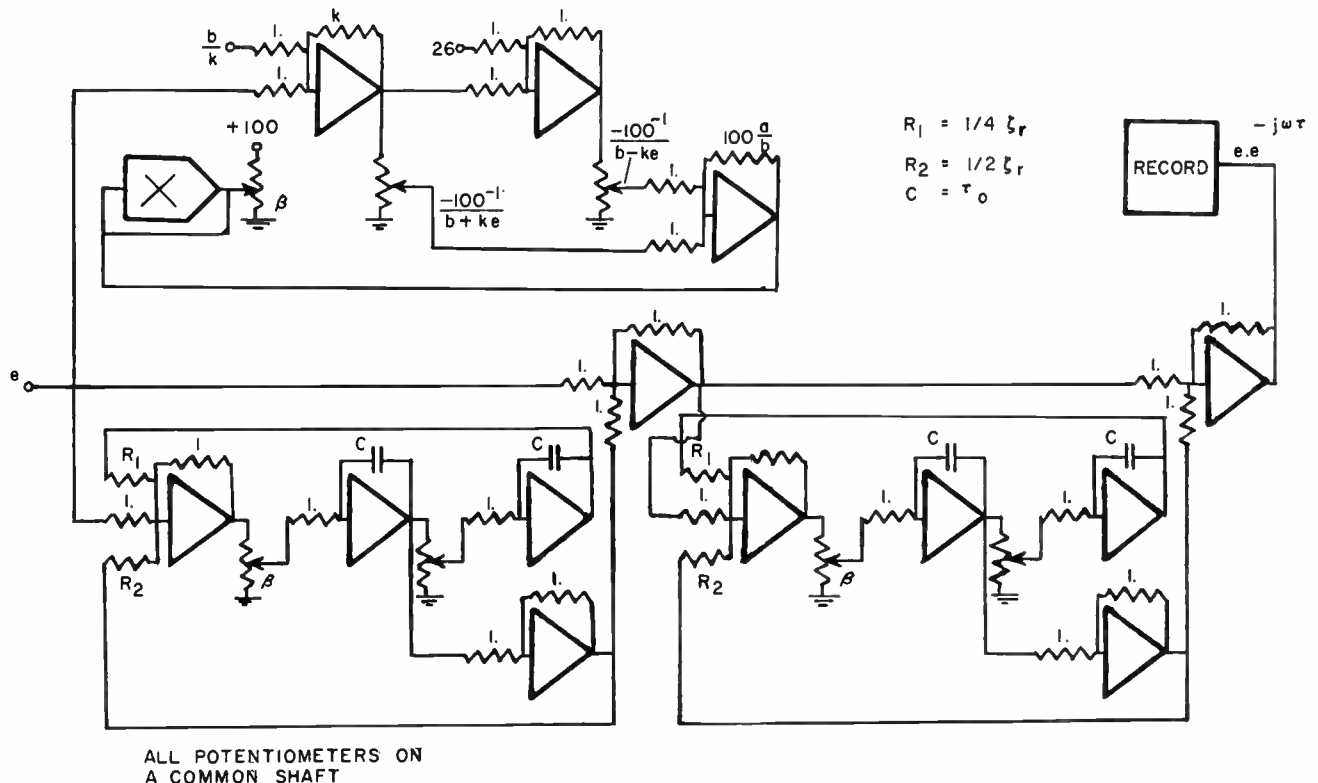 k
1.
b/k
1.
1.
1.
26
1.
1.
+100
β
-100⁻¹/b+ke
-100⁻¹/b-ke
1.
100 a/b
1.
R₁ = 1/4 ζr
R₂ = 1/2 ζr
C = τo
RECORD
e.e -jωτ
e
1.
1.
1.
1.
1.
1.
R₁
1
1.
R₂
β
1.
C
1.
C
1.
1.
R₁
1.
R₂
β
1.
C
1.
C
1.
1.
ALL POTENTIOMETERS ON
A COMMON SHAFT